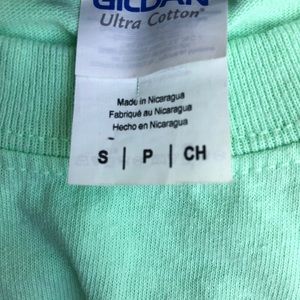 GILDAN
Ultra Cotton®
Made in Nicaragua
Fabriqué au Nicaragua
Hecho en Nicaragua
S | P | CH